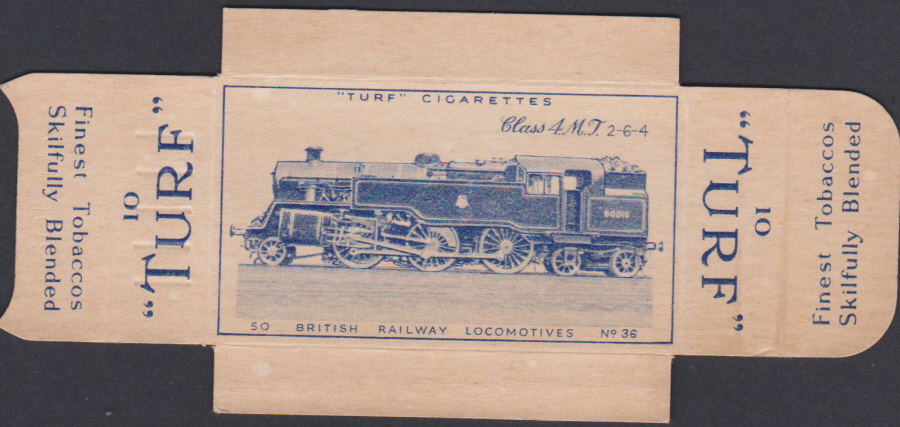 Finest Tobaccos
Skilfully Blended
10
"TURF"
"TURF" CIGARETTES
Class 4.M.T. 2-6-4
80010
50 BRITISH RAILWAY LOCOMOTIVES Nº 36
"TURF"
10
Finest Tobaccos
Skilfully Blended